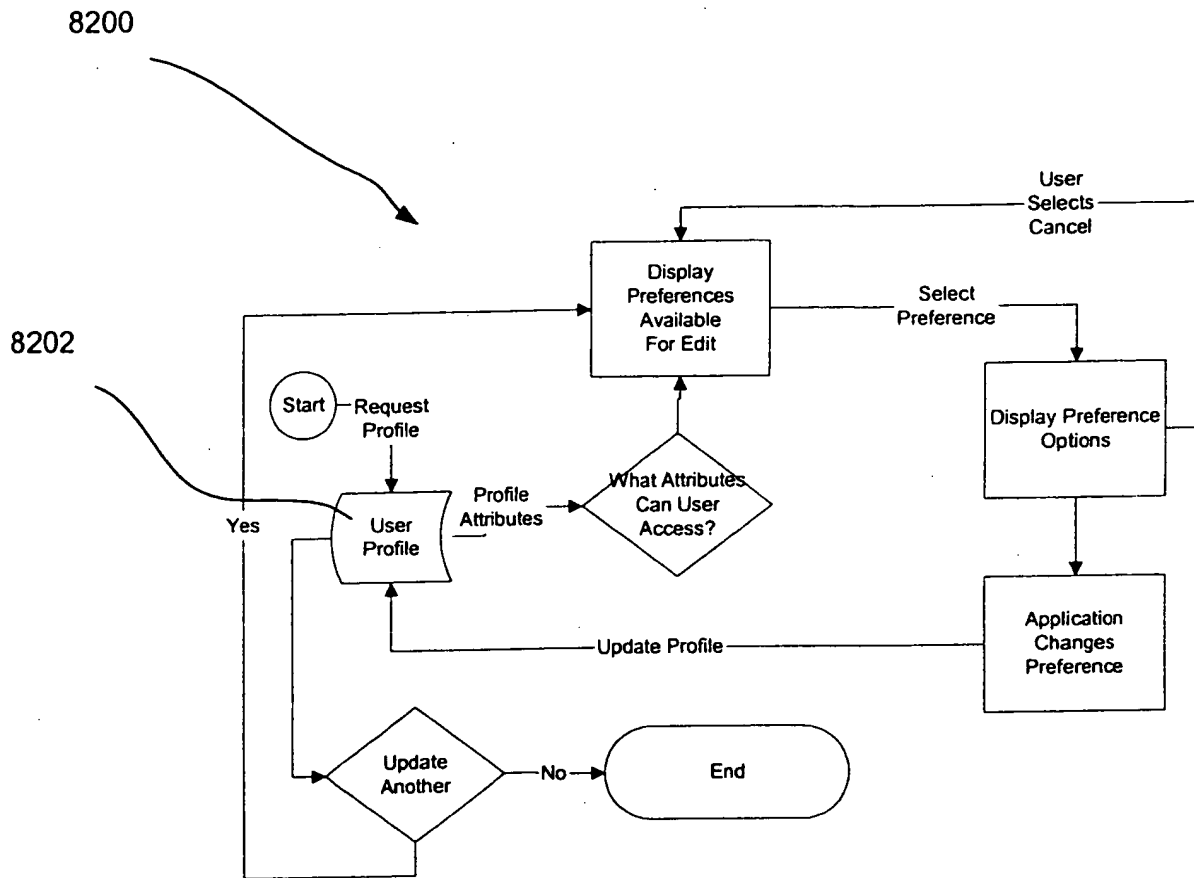 8200
User
Selects
Cancel
Display
Preferences
Available
For Edit
Select
Preference
8202
Start
Request
Profile
Display Preference
Options
What Attributes
Can User
Access?
Profile
Attributes
User
Profile
Yes
Application
Changes
Preference
Update Profile
Update
Another
No
End